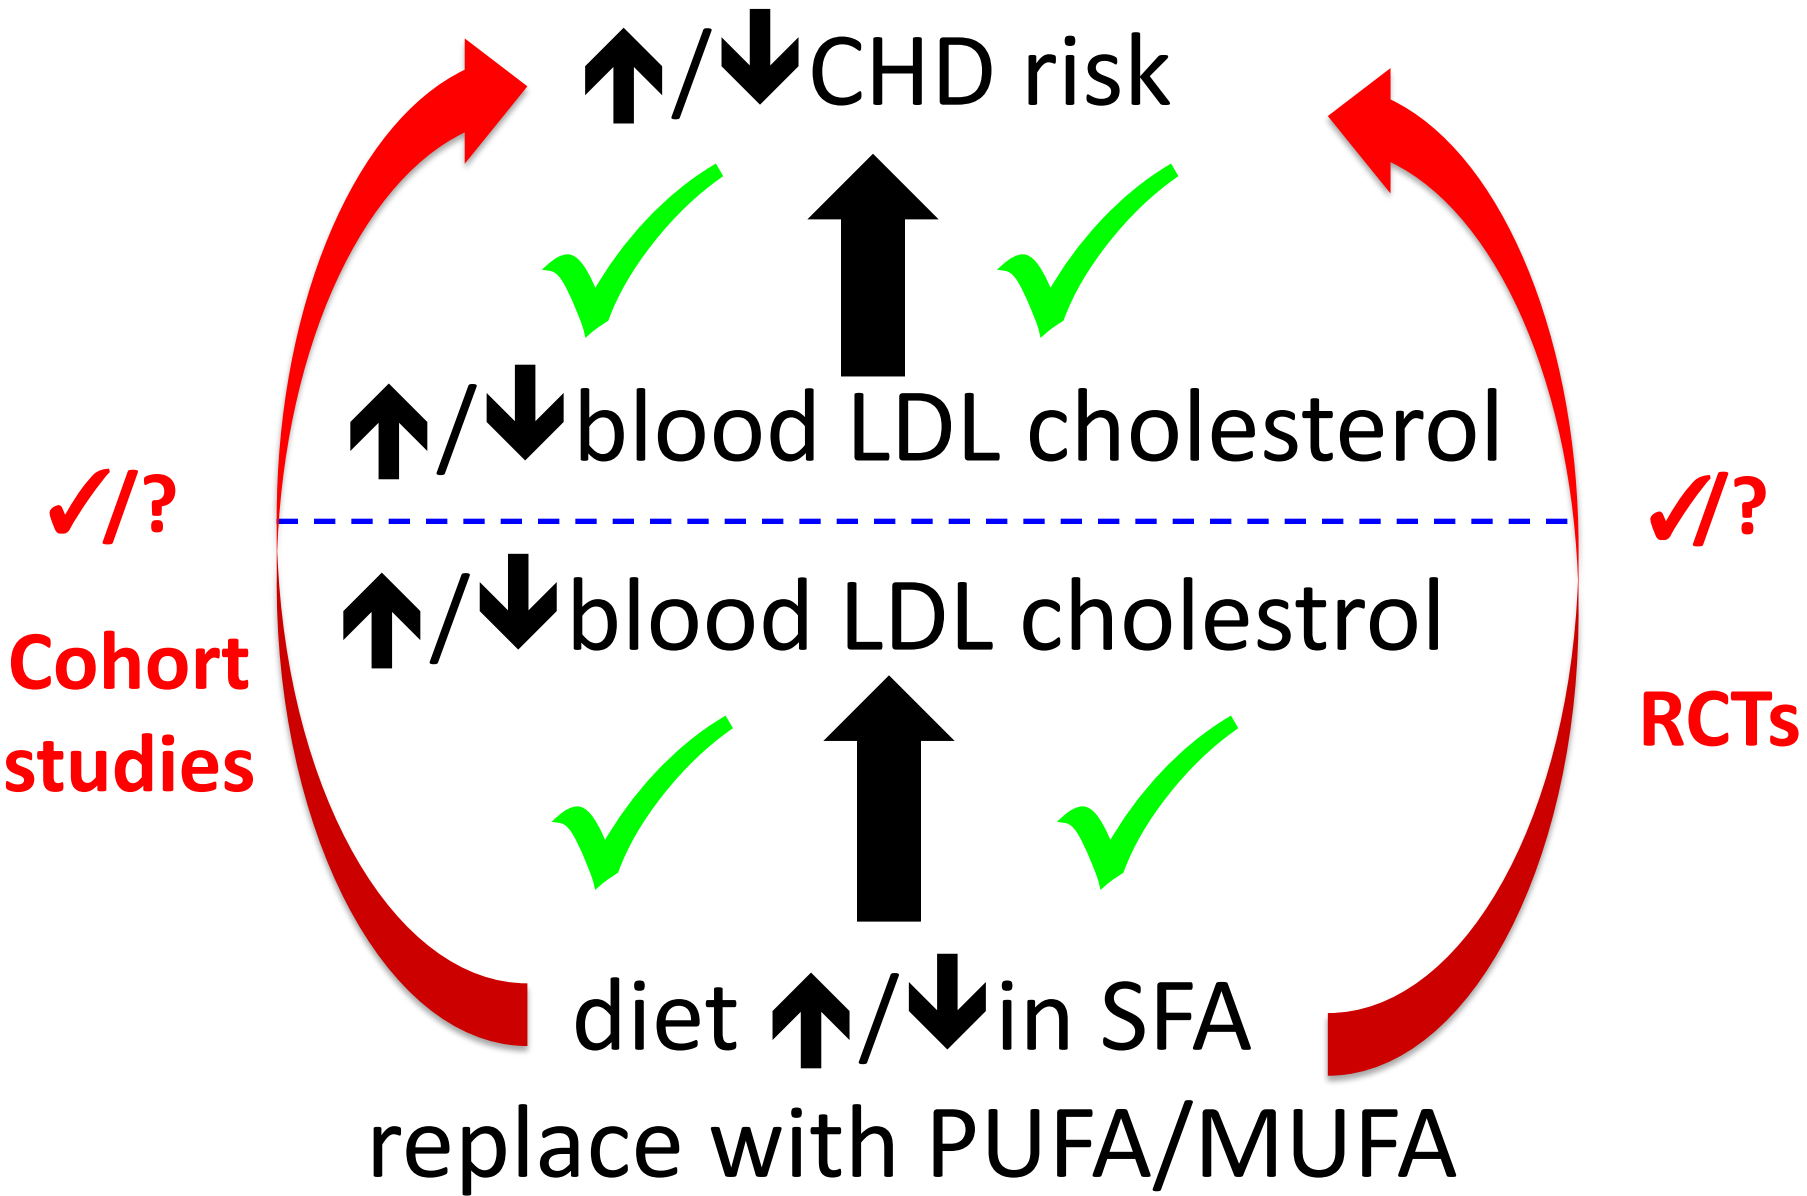 ↑/↓CHD risk
↑/↓blood LDL cholesterol
✓/?
✓/?
↑/↓blood LDL cholestrol
Cohort
studies
RCTs
diet ↑/↓in SFA
replace with PUFA/MUFA